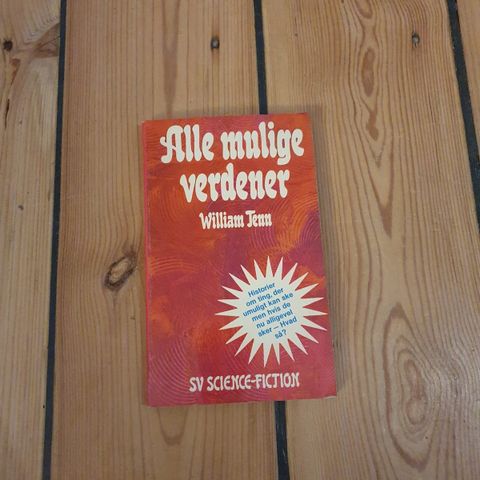 Alle mulige
verdener
William Tenn
Historier
om ting, der
umuligt kan ske
men hvis de
nu alligevel
sker – Hvad
så?
SV SCIENCE-FICTION